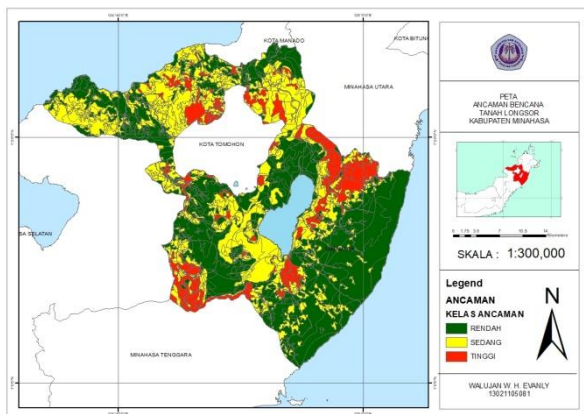 KOTA MANADO
KOTA BITUNG
MINAHASA UTARA
KOTA TOMOHON
SA SELATAN
MINAHASA TENGGARA
PETA
ANCAMAN BENCANA
TANAH LONGSOR
KABUPATEN MINAHASA
SKALA : 1:300,000
Legend
ANCAMAN
KELAS ANCAMAN
RENDAH
SEDANG
TINGGI
N
WALUJAN W. H. EVANLY
13021105081